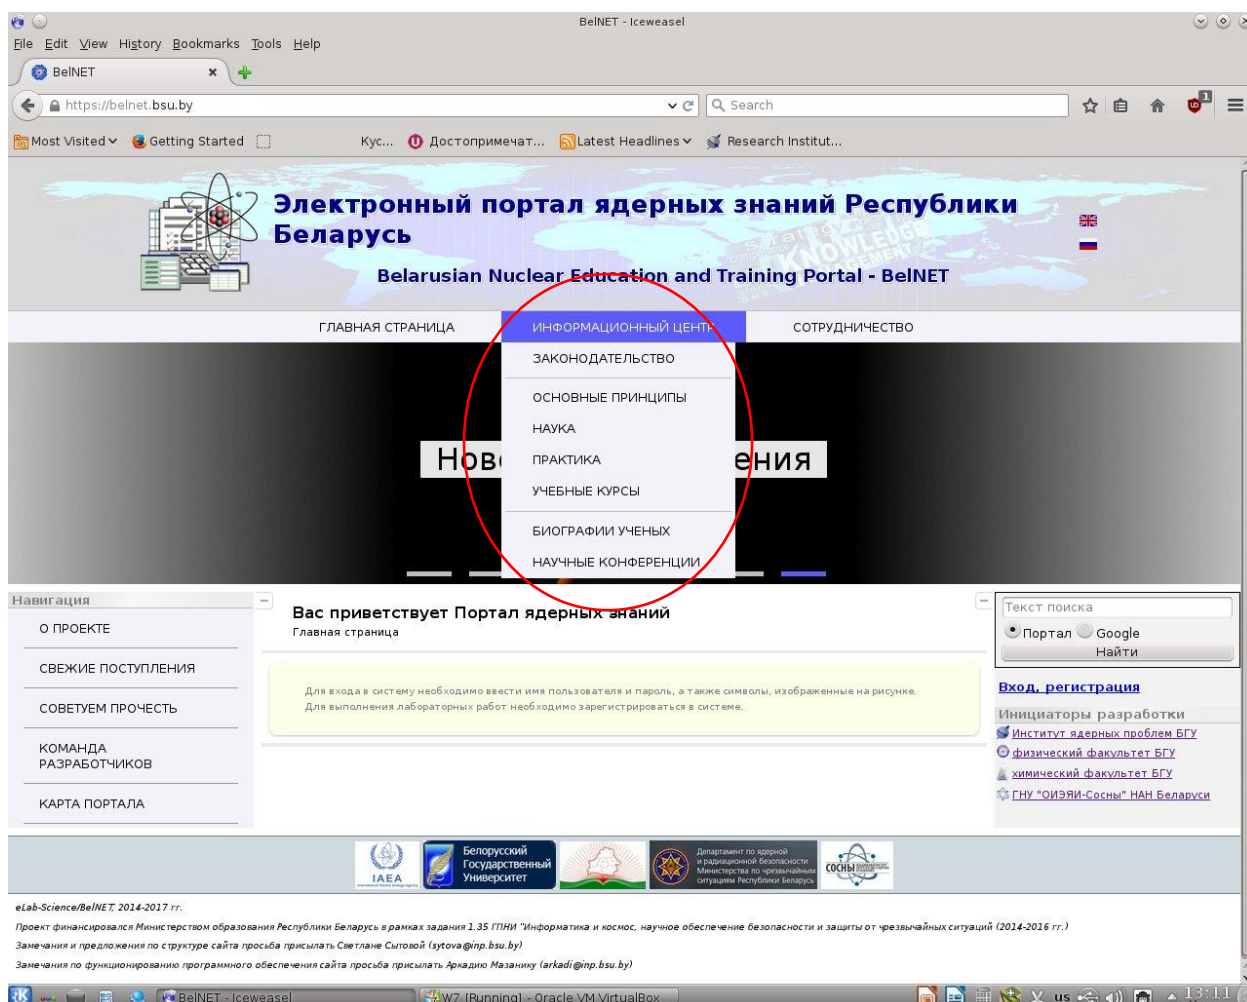 BelNET - Iceweasel
File Edit View History Bookmarks Tools Help
BelNET
https://belnet.bsu.by
Search
1
Most Visited
Getting Started
Кус...
Достопримечат...
Latest Headlines
Research Institut...
Электронный портал ядерных знаний Республики
Беларусь
Belarusian Nuclear Education and Training Portal - BelNET
KNOWLEDGE
ГЛАВНАЯ СТРАНИЦА
ИНФОРМАЦИОННЫЙ ЦЕНТР
СОТРУДНИЧЕСТВО
ЗАКОНОДАТЕЛЬСТВО
ОСНОВНЫЕ ПРИНЦИПЫ
НАУКА
ПРАКТИКА
УЧЕБНЫЕ КУРСЫ
БИОГРАФИИ УЧЕНЫХ
НАУЧНЫЕ КОНФЕРЕНЦИИ
Навигация
О ПРОЕКТЕ
СВЕЖИЕ ПОСТУПЛЕНИЯ
СОВЕТУЕМ ПРОЧЕСТЬ
КОМАНДА
РАЗРАБОТЧИКОВ
КАРТА ПОРТАЛА
Вас приветствует Портал ядерных знаний
Главная страница
Для входа в систему необходимо ввести имя пользователя и пароль, а также символы, изображенные на рисунке.
Для выполнения лабораторных работ необходимо зарегистрироваться в системе.
Текст поиска
Портал Google
Найти
Вход, регистрация
Инициаторы разработки
Институт ядерных проблем БГУ
физический факультет БГУ
химический факультет БГУ
ГНУ "ОИЭЯИ-Сосны" НАН Беларуси
IAEA
International Atomic Energy Agency
Белорусский
Государственный
Университет
Департамент по ядерной
и радиационной безопасности
Министерства по чрезвычайным
ситуациям Республики Беларусь
СОСНЫ
eLab-Science/BelNET, 2014-2017 гг.
Проект финансировался Министерством образования Республики Беларусь в рамках задания 1.35 ГПНИ "Информатика и космос, научное обеспечение безопасности и защиты от чрезвычайных ситуаций (2014-2016 гг.)
Замечания и предложения по структуре сайта просьба присылать Светлане Сытовой (sytova@inp.bsu.by)
Замечания по функционированию программного обеспечения сайта просьба присылать Аркадию Мазанику (arkadi@inp.bsu.by)
BelNET - Iceweasel
W7 [Running] - Oracle VM VirtualBox
us
13:11